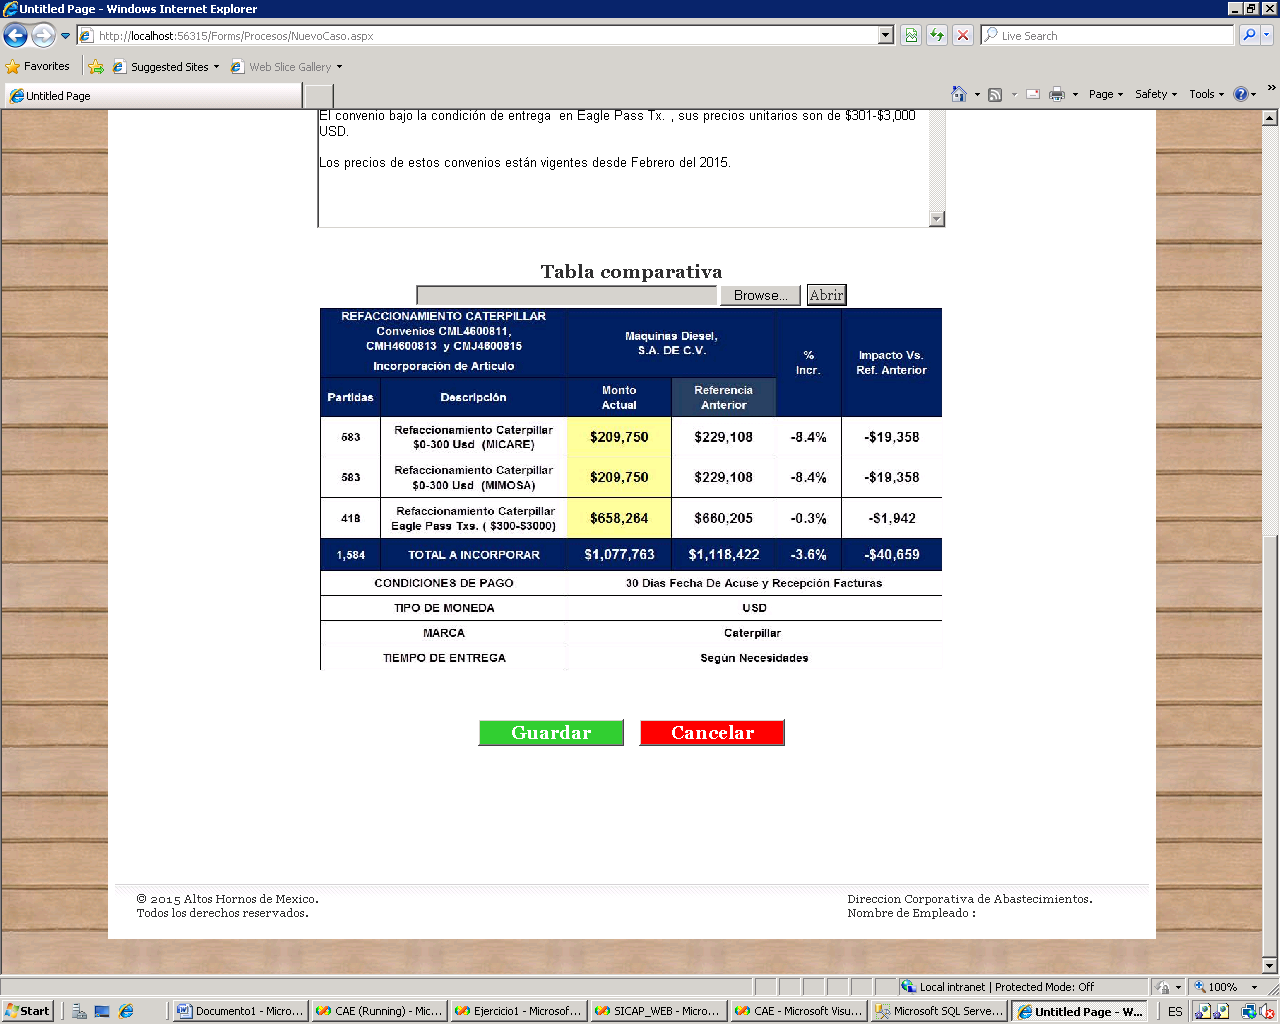 Untitled Page - Windows Internet Explorer
http://localhost:56315/Forms/Procesos/NuevoCaso.aspx
Live Search
Favorites Suggested Sites Web Slice Gallery
Untitled Page
Page Safety Tools
El convenio bajo la condición de entrega en Eagle Pass Tx. , sus precios unitarios son de $301-$3,000
USD.
Los precios de estos convenios están vigentes desde Febrero del 2015.
Tabla comparativa
Browse... Abrir
REFACCIONAMIENTO CATERPILLAR
Convenios CML4600811,
CMH4600813 y CMJ4600815
Incorporación de Artículo
Maquinas Diesel,
S.A. DE C.V.
%
Incr.
Impacto Vs.
Ref. Anterior
Partidas Descripción
Monto
Actual
Referencia
Anterior
583 Refaccionamiento Caterpillar
$0-300 Usd (MICARE)
$209,750 $229,108 -8.4% -$19,358
583 Refaccionamiento Caterpillar
$0-300 Usd (MIMOSA)
$209,750 $229,108 -8.4% -$19,358
418 Refaccionamiento Caterpillar
Eagle Pass Txs. ( $300-$3000)
$658,264 $660,205 -0.3% -$1,942
1,584 TOTAL A INCORPORAR $1,077,763 $1,118,422 -3.6% -$40,659
CONDICIONES DE PAGO 30 Dias Fecha De Acuse y Recepción Facturas
TIPO DE MONEDA USD
MARCA Caterpillar
TIEMPO DE ENTREGA Según Necesidades
Guardar Cancelar
© 2015 Altos Hornos de Mexico.
Todos los derechos reservados.
Direccion Corporativa de Abastecimientos.
Nombre de Empleado :
Local intranet | Protected Mode: Off 100%
Start Documento1 - Micro... CAE (Running) - Mic... Ejercicio1 - Microsof... SICAP_WEB - Micro... CAE - Microsoft Visu... Microsoft SQL Serve... Untitled Page - W... ES